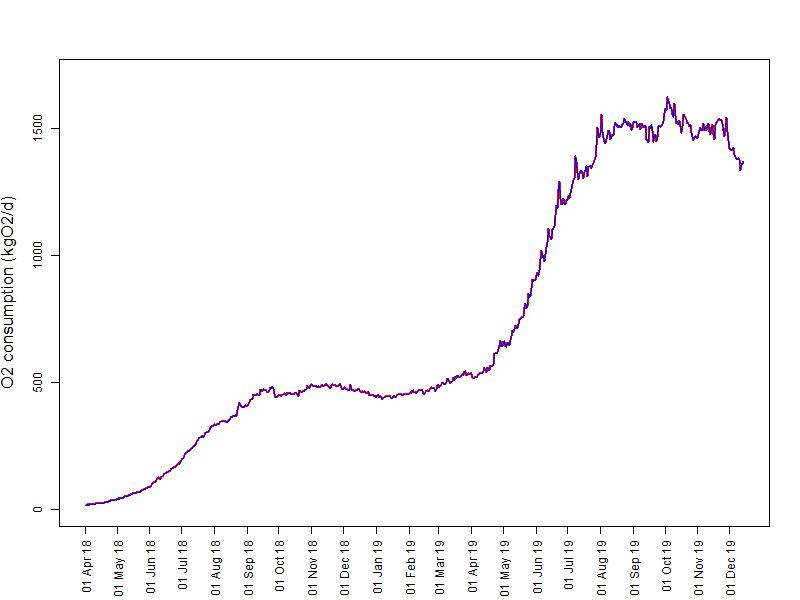 O2 consumption (kgO2/d)
1500
1000
500
0
01 Apr 18
01 May 18
01 Jun 18
01 Jul 18
01 Aug 18
01 Sep 18
01 Oct 18
01 Nov 18
01 Dec 18
01 Jan 19
01 Feb 19
01 Mar 19
01 Apr 19
01 May 19
01 Jun 19
01 Jul 19
01 Aug 19
01 Sep 19
01 Oct 19
01 Nov 19
01 Dec 19